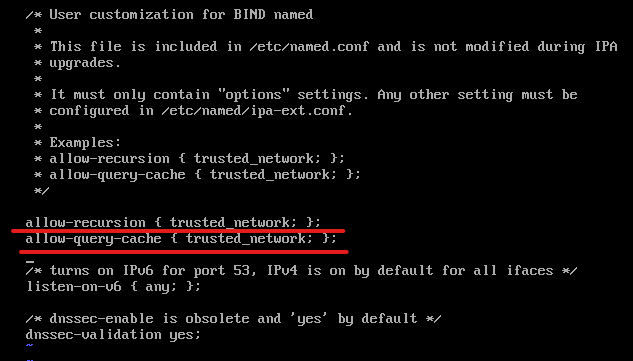 /* User customization for BIND named
*
* This file is included in /etc/named.conf and is not modified during IPA
* upgrades.
*
* It must only contain "options" settings. Any other setting must be
* configured in /etc/named/ipa-ext.conf.
*
* Examples:
* allow-recursion { trusted_network; };
* allow-query-cache { trusted_network; };
*/
allow-recursion { trusted_network; };
allow-query-cache { trusted_network; };
_
/* turns on IPv6 for port 53, IPv4 is on by default for all ifaces */
listen-on-v6 { any; };
/* dnssec-enable is obsolete and 'yes' by default */
dnssec-validation yes;
~
~